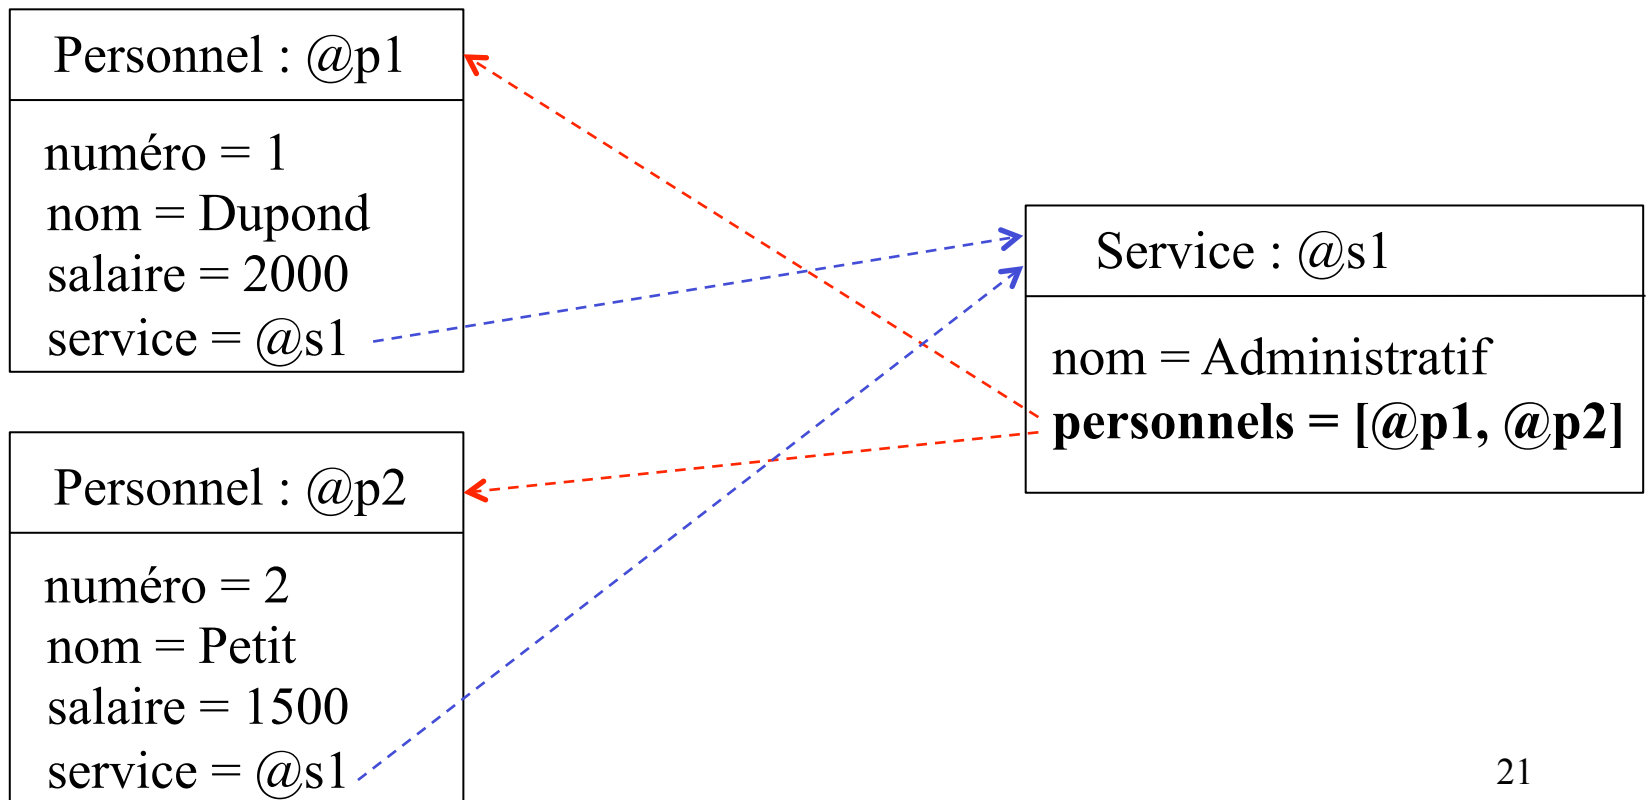 Personnel : @p1
numéro = 1
nom = Dupond
salaire = 2000
service = @s1
Personnel : @p2
numéro = 2
nom = Petit
salaire = 1500
service = @s1
Service : @s1
nom = Administratif
personnels = [@p1, @p2]
21